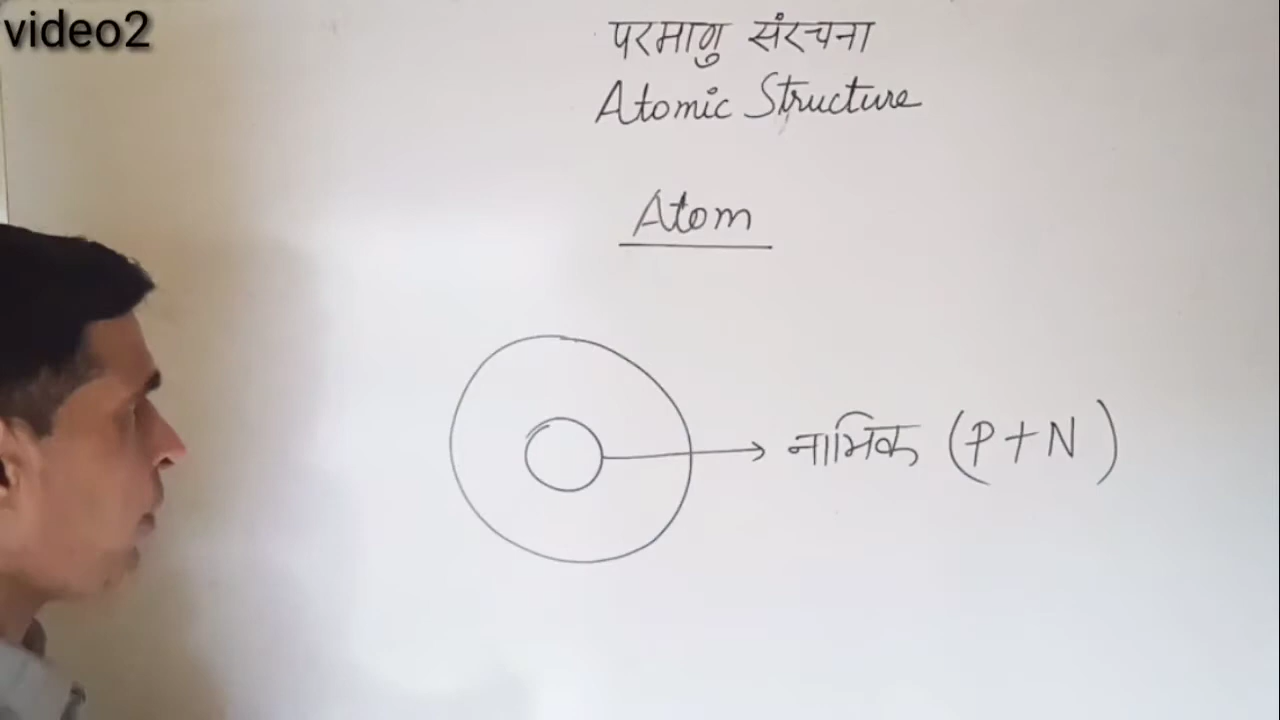 video2
परमाणु संरचना
Atomic Structure
Atom
नाभिक (P+N)